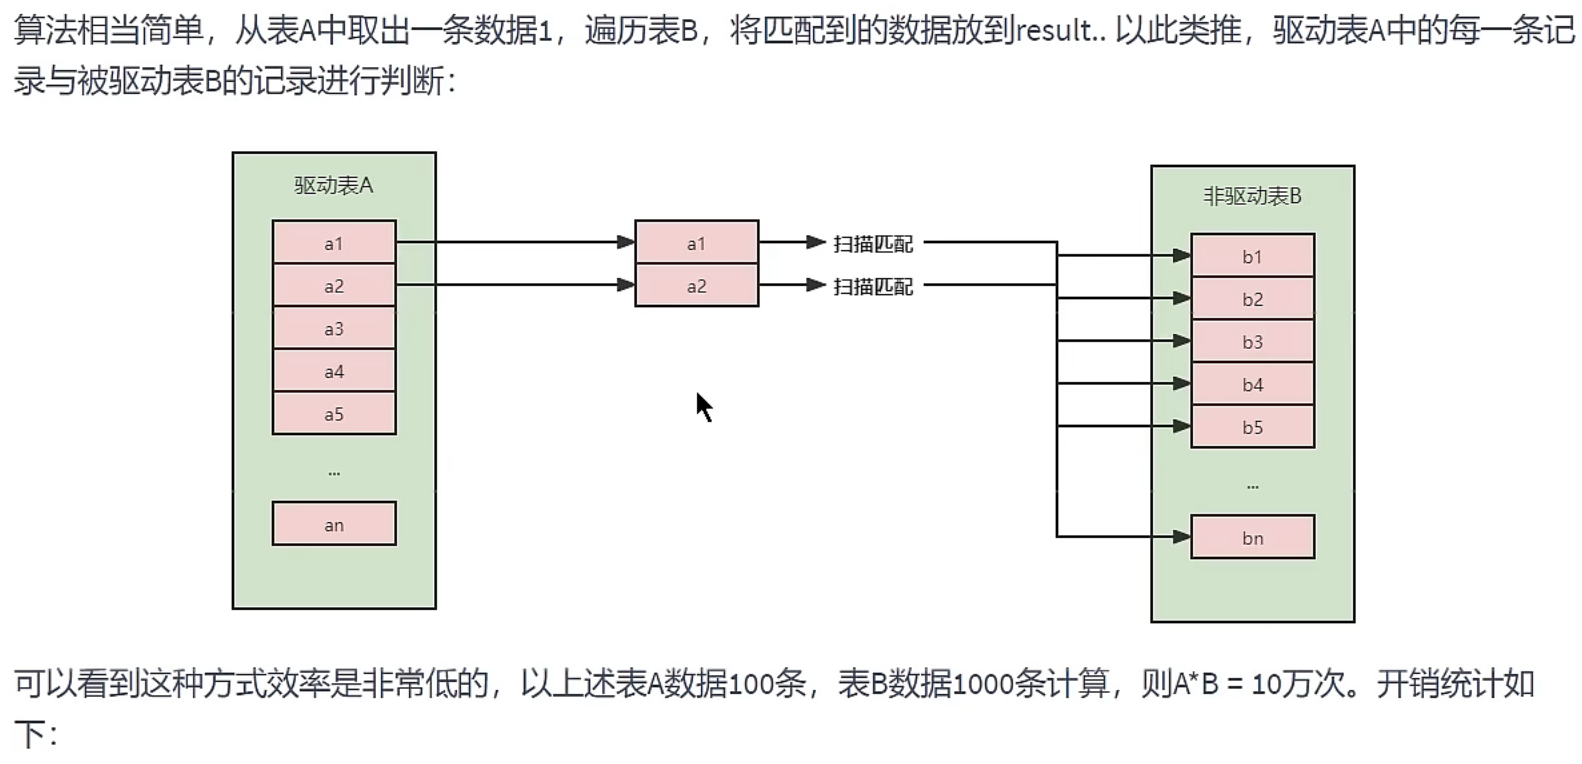 算法相当简单，从表A中取出一条数据1，遍历表B，将匹配到的数据放到result.. 以此类推，驱动表A中的每一条记
录与被驱动表B的记录进行判断：
驱动表A
a1
a2
a3
a4
a5
...
an
a1
a2
扫描匹配
扫描匹配
非驱动表B
b1
b2
b3
b4
b5
...
bn
可以看到这种方式效率是非常低的，以上述表A数据100条，表B数据1000条计算，则A*B = 10万次。开销统计如
下：